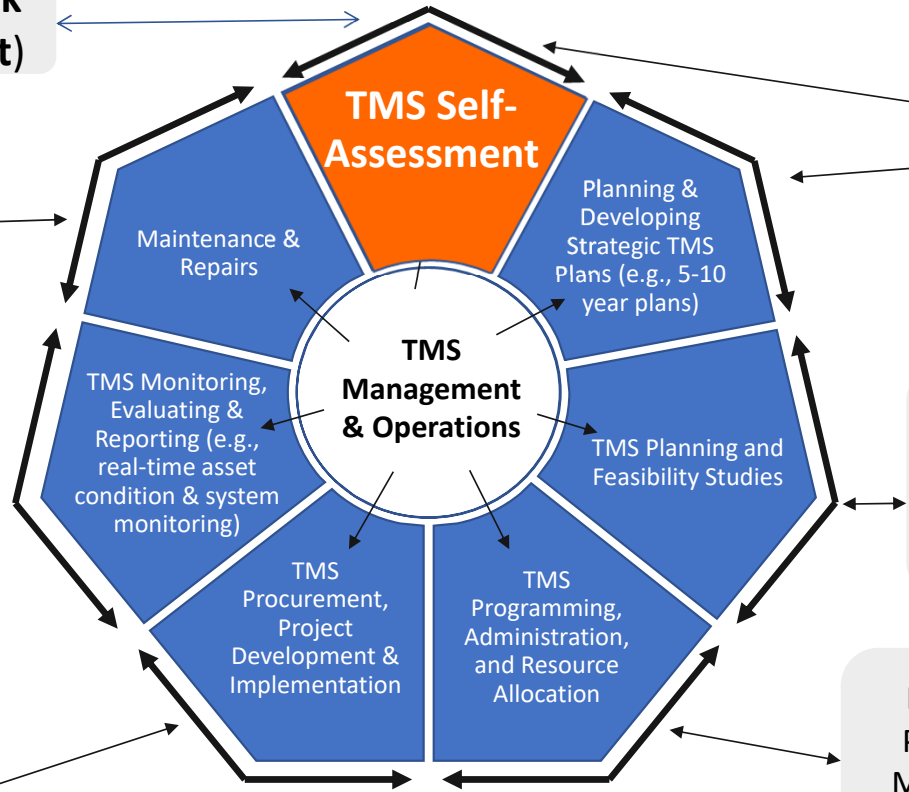 t)
TMS Self-
Assessment
Planning &
Developing
Strategic TMS
Plans (e.g., 5-10
year plans)
Maintenance &
Repairs
TMS
Management
& Operations
TMS Monitoring,
Evaluating &
Reporting (e.g.,
real-time asset
condition & system
monitoring)
TMS Planning and
Feasibility Studies
TMS
Procurement,
Project
Development &
Implementation
TMS
Programming,
Administration,
and Resource
Allocation